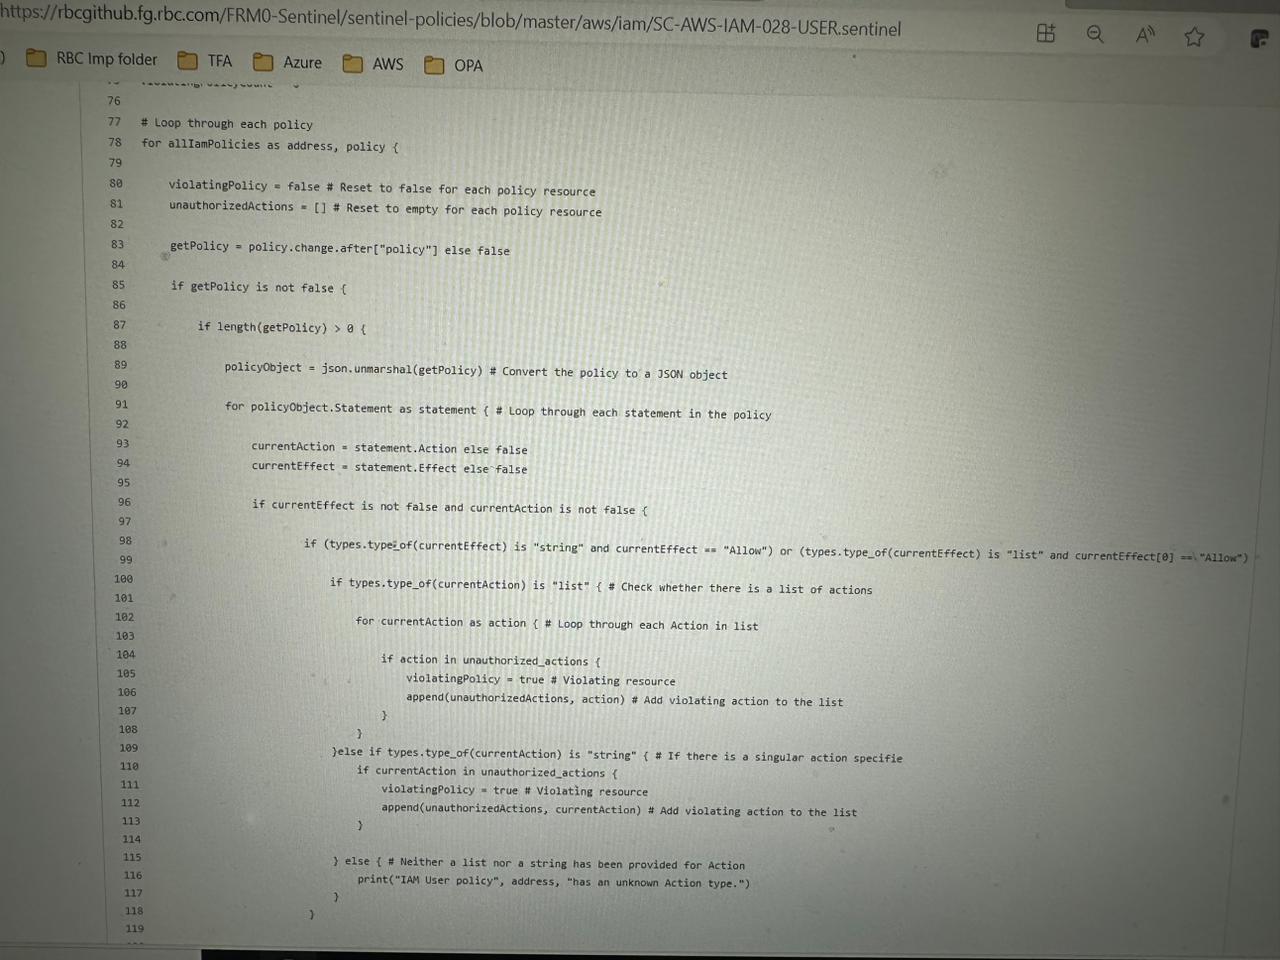 https://rbcgithub.fg.rbc.com/FRM0-Sentinel/sentinel-policies/blob/master/aws/iam/SC-AWS-IAM-028-USER.sentinel
RBC Imp folder TFA Azure AWS OPA
76
77 # Loop through each policy
78 for allIamPolicies as address, policy {
79
80 violatingPolicy = false # Reset to false for each policy resource
81 unauthorizedActions = [] # Reset to empty for each policy resource
82
83 getPolicy = policy.change.after["policy"] else false
84
85 if getPolicy is not false {
86
87 if length(getPolicy) > 0 {
88
89 policyObject = json.unmarshal(getPolicy) # Convert the policy to a JSON object
90
91 for policyObject.Statement as statement { # Loop through each statement in the policy
92
93 currentAction = statement.Action else false
94 currentEffect = statement.Effect else false
95
96 if currentEffect is not false and currentAction is not false {
97
98 if (types.type_of(currentEffect) is "string" and currentEffect == "Allow") or (types.type_of(currentEffect) is "list" and currentEffect[0] == "Allow")
99
100 if types.type_of(currentAction) is "list" { # Check whether there is a list of actions
101
102 for currentAction as action { # Loop through each Action in list
103
104 if action in unauthorized_actions {
105 violatingPolicy = true # Violating resource
106 append(unauthorizedActions, action) # Add violating action to the list
107 }
108 }
109 }else if types.type_of(currentAction) is "string" { # If there is a singular action specifie
110 if currentAction in unauthorized_actions {
111 violatingPolicy = true # Violating resource
112 append(unauthorizedActions, currentAction) # Add violating action to the list
113 }
114
115 } else { # Neither a list nor a string has been provided for Action
116 print("IAM User policy", address, "has an unknown Action type.")
117 }
118 }
119